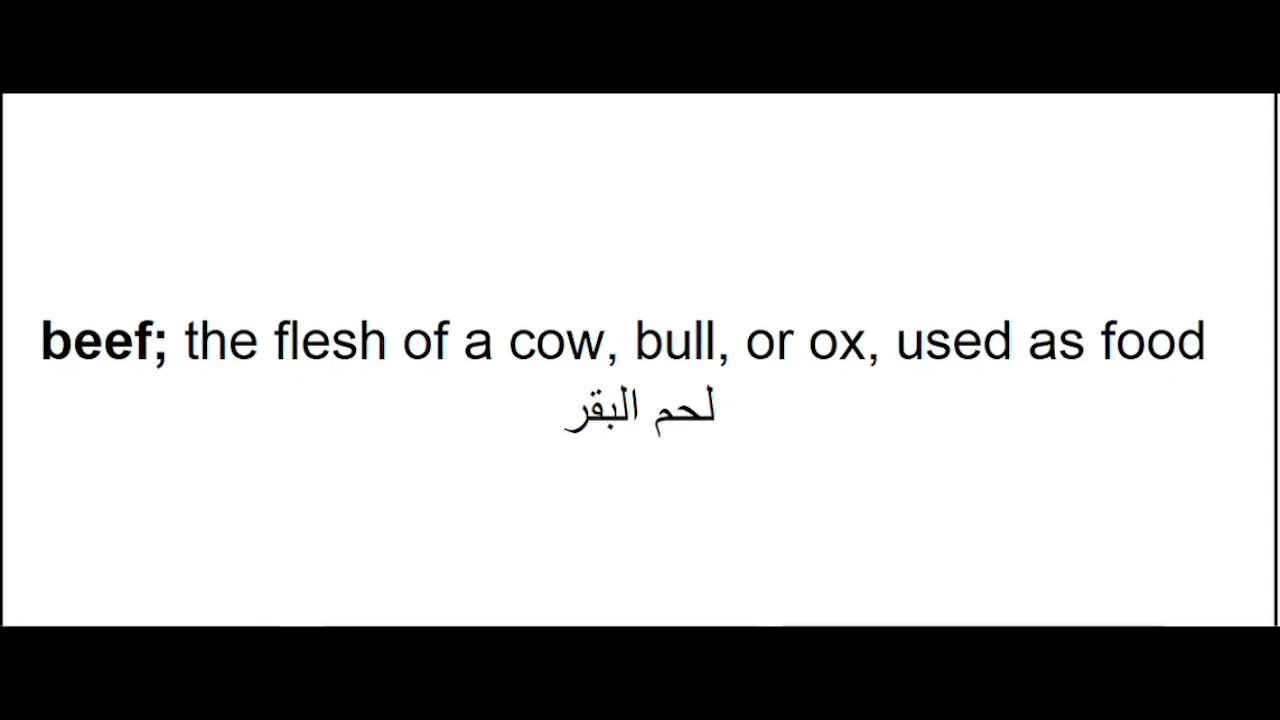 beef; the flesh of a cow, bull, or ox, used as food
لحم البقر